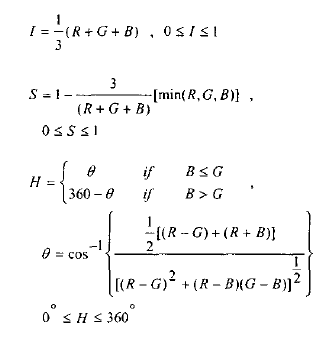 I = 1/3 (R + G + B) , 0 ≤ I ≤ 1
S = 1 - 3/(R + G + B) [min(R, G, B)} ,
0 ≤ S ≤ 1
H = { θ if B ≤ G
360 - θ if B > G ,
θ = cos⁻¹ { 1/2 {(R - G) + (R + B)} / [(R - G)² + (R - B)(G - B)]^1/2 }
0° ≤ H ≤ 360°